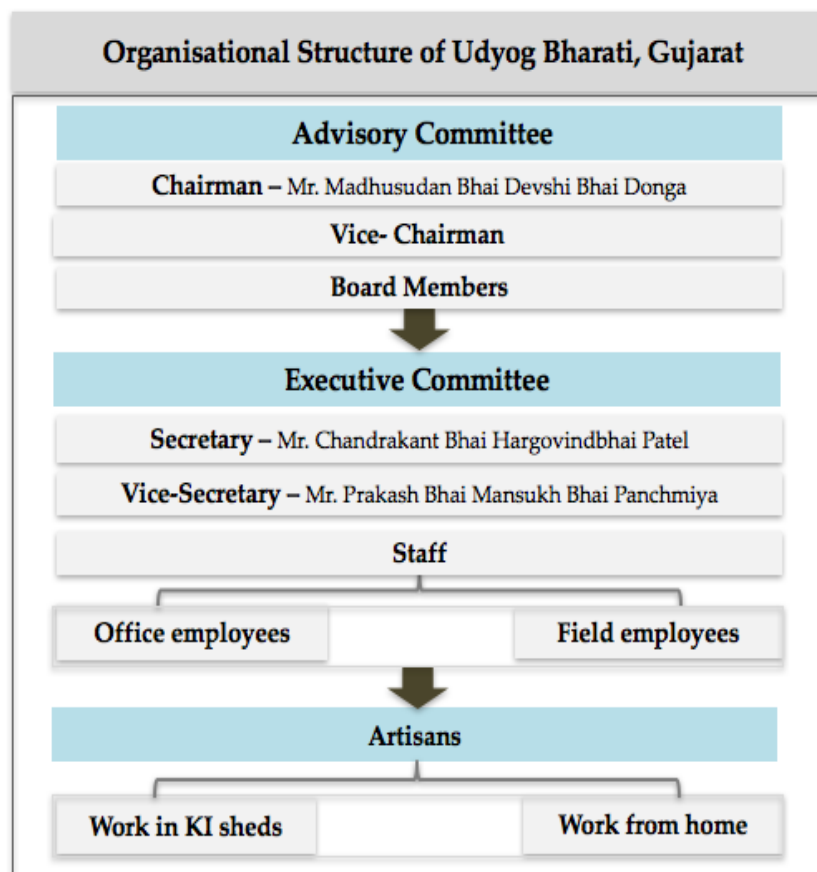 Organisational Structure of Udyog Bharati, Gujarat
Advisory Committee
Chairman – Mr. Madhusudan Bhai Devshi Bhai Donga
Vice- Chairman
Board Members
Executive Committee
Secretary – Mr. Chandrakant Bhai Hargovindbhai Patel
Vice-Secretary – Mr. Prakash Bhai Mansukh Bhai Panchmiya
Staff
Office employees
Field employees
Artisans
Work in KI sheds
Work from home